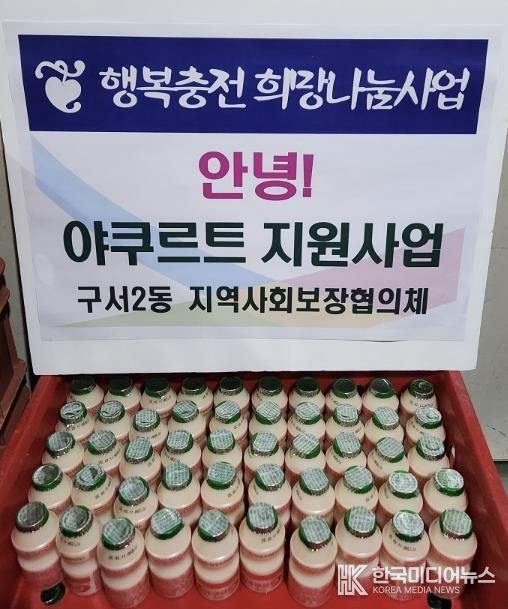 행복충전 희망나눔사업
안녕!
야쿠르트 지원사업
구서2동 지역사회보장협의체
HK 한국미디어뉴스
KOREA MEDIA NEWS